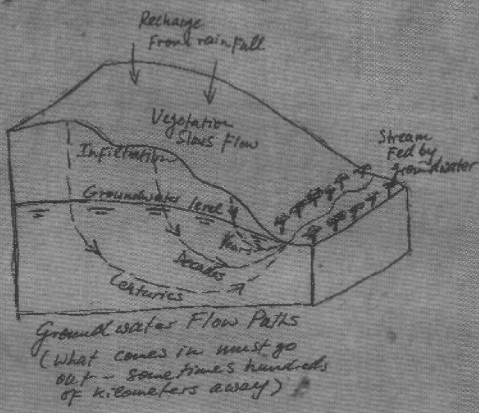 Recharge
From rainfall
Vegetation
Slows Flow
Stream
Fed by
groundwater
Infiltration
Groundwater level
Years
Decades
Centuries
Groundwater Flow Paths
(What comes in must go
out - sometimes hundreds
of kilometers away)